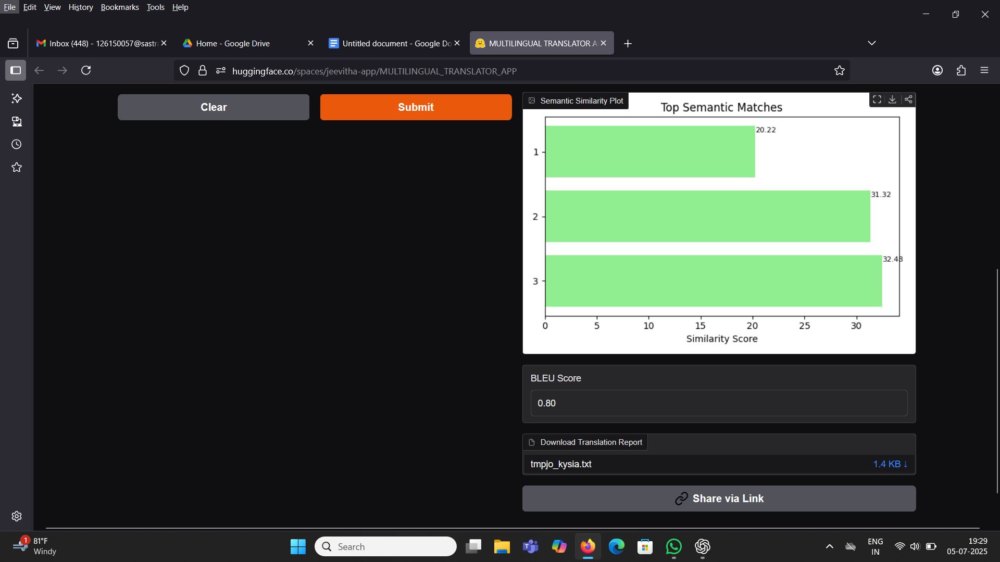 File Edit View History Bookmarks Tools Help
Inbox (448) - 126150057@sastr
Home - Google Drive
Untitled document - Google Do
MULTILINGUAL TRANSLATOR A
huggingface.co/spaces/jeevitha-app/MULTILINGUAL_TRANSLATOR_APP
Clear
Submit
Semantic Similarity Plot
Top Semantic Matches
20.22
1
31.32
2
32.48
3
0 5 10 15 20 25 30
Similarity Score
BLEU Score
0.80
Download Translation Report
tmpjo_kysia.txt
1.4 KB ↓
Share via Link
1
81°F
Windy
Search
ENG
IN
19:29
05-07-2025